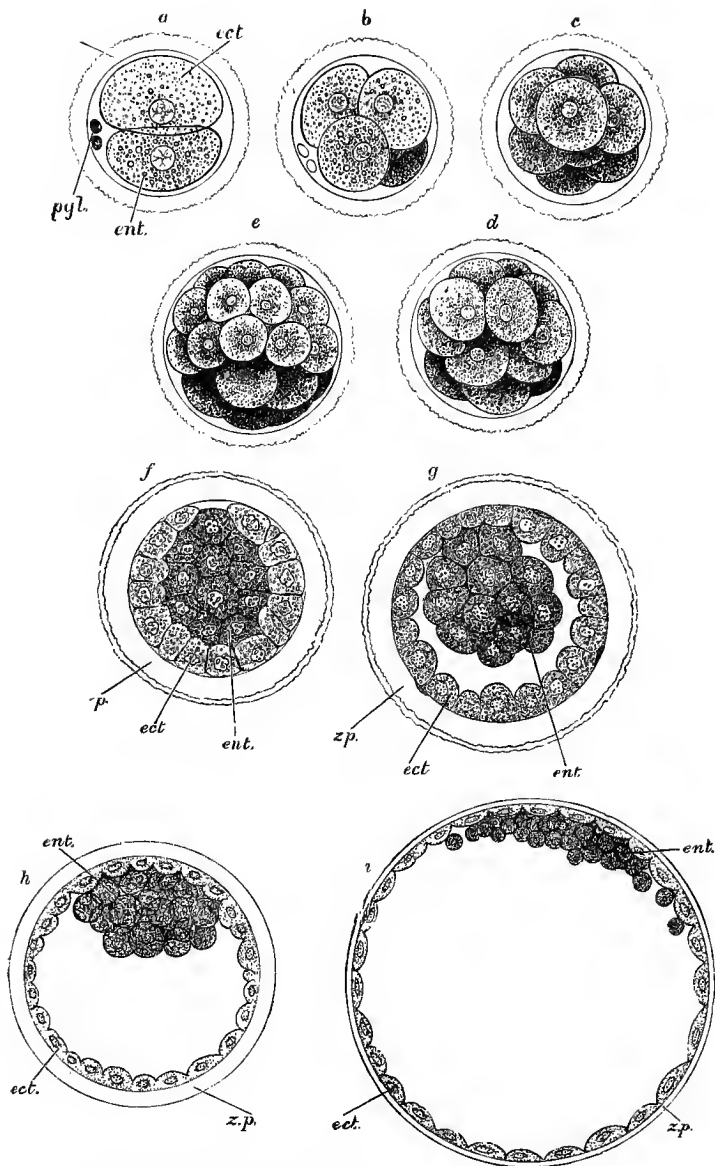 a
b
c
ect
pyl.
ent.
e
d
f
g
p.
ect
ent.
zp.
ect
ent
h
ent.
ect.
z.p.
i
ent.
ect.
z.p.